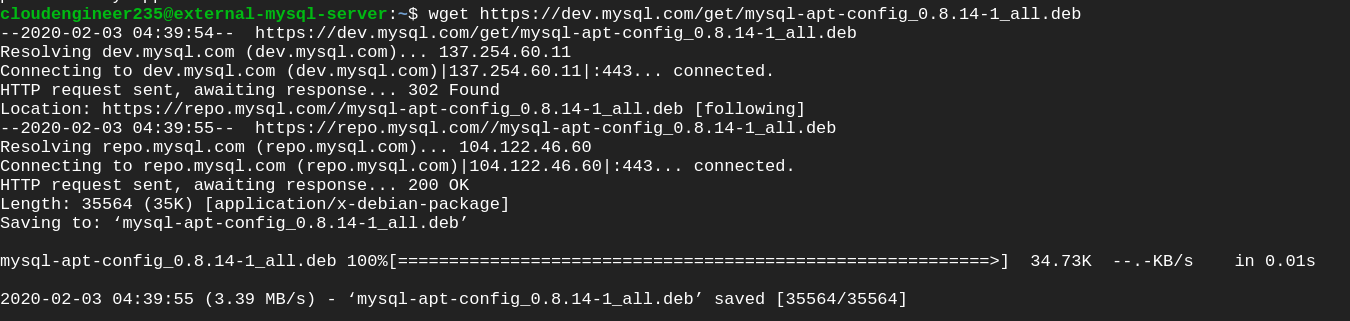 cloudengineer235@external-mysql-server:~$ wget https://dev.mysql.com/get/mysql-apt-config_0.8.14-1_all.deb
--2020-02-03 04:39:54--  https://dev.mysql.com/get/mysql-apt-config_0.8.14-1_all.deb
Resolving dev.mysql.com (dev.mysql.com)... 137.254.60.11
Connecting to dev.mysql.com (dev.mysql.com)|137.254.60.11|:443... connected.
HTTP request sent, awaiting response... 302 Found
Location: https://repo.mysql.com//mysql-apt-config_0.8.14-1_all.deb [following]
--2020-02-03 04:39:55--  https://repo.mysql.com//mysql-apt-config_0.8.14-1_all.deb
Resolving repo.mysql.com (repo.mysql.com)... 104.122.46.60
Connecting to repo.mysql.com (repo.mysql.com)|104.122.46.60|:443... connected.
HTTP request sent, awaiting response... 200 OK
Length: 35564 (35K) [application/x-debian-package]
Saving to: ‘mysql-apt-config_0.8.14-1_all.deb’
mysql-apt-config_0.8.14-1_all.deb 100%[==========================================================>]  34.73K  --.-KB/s    in 0.01s
2020-02-03 04:39:55 (3.39 MB/s) - ‘mysql-apt-config_0.8.14-1_all.deb’ saved [35564/35564]